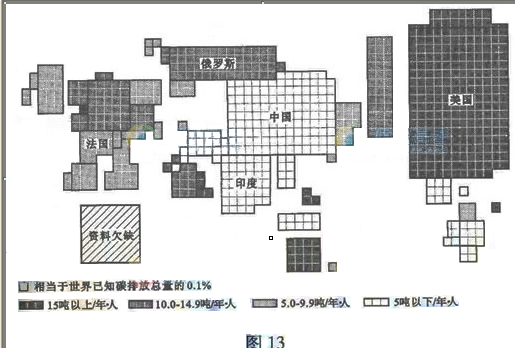 俄罗斯
美国
中国
法国
印度
资料欠缺
相当于世界已知碳排放总量的0.1%
15吨以上/年·人 10.0-14.9吨/年·人 5.0-9.9吨/年·人 5吨以下/年·人
图 13